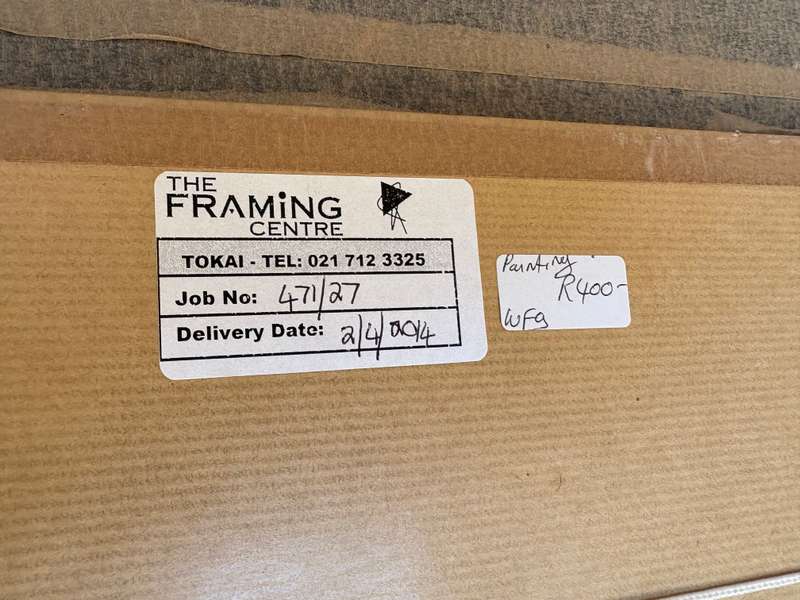 THE
FRAMiNG
CENTRE
TOKAI - TEL: 021 712 3325
Job No: 471/27
Delivery Date: 2/4/2014
Painting
R400-
WFg